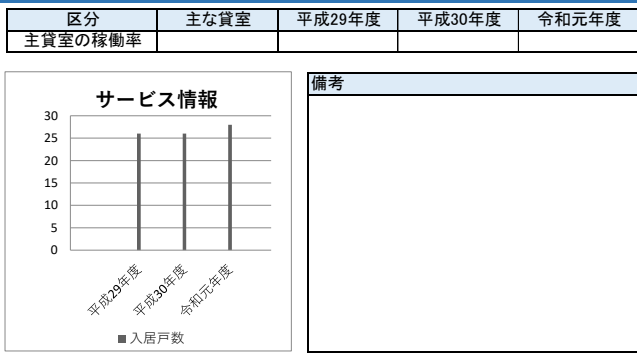 区分 主な貸室 平成29年度 平成30年度 令和元年度
主貸室の稼働率
サービス情報
30
25
20
15
10
5
0
平成29年度
平成30年度
令和元年度
入居戸数
備考